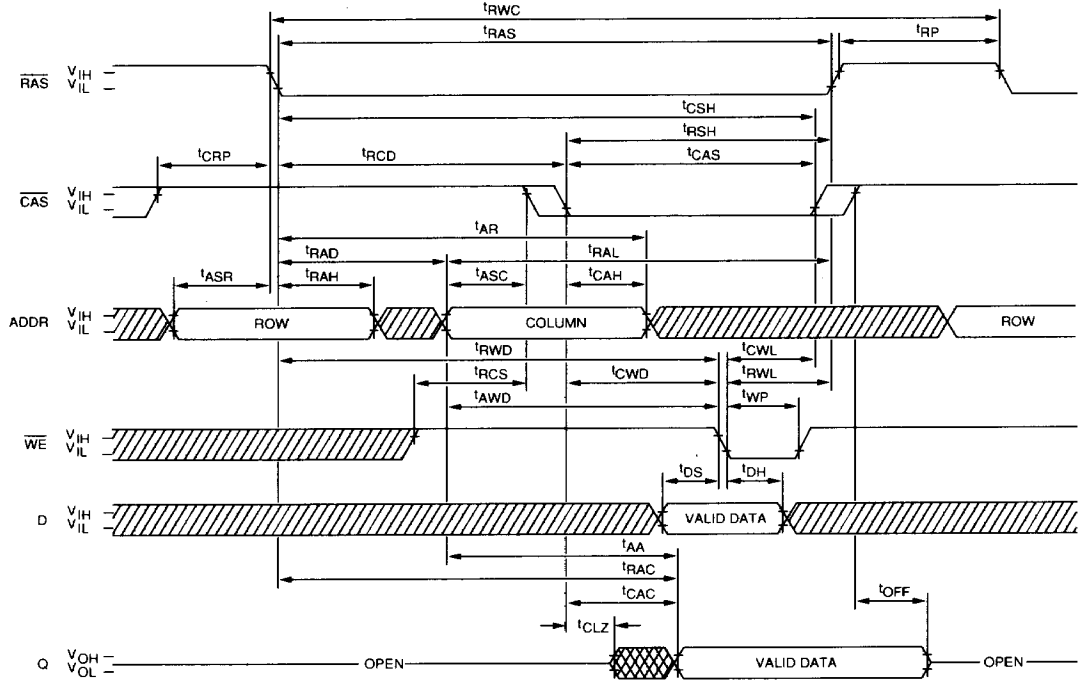 tRWC
tRAS
tRP
RAS VIH
VIL
tCSH
tRSH
tCRP tRCD tCAS
CAS VIH
VIL
tAR
tRAD tRAL
tASR tRAH tASC tCAH
ADDR VIH
VIL
ROW COLUMN ROW
tRWD tCWL
tRCS tCWD tRWL
tAWD tWP
WE VIH
VIL
tDS tDH
D VIH
VIL
VALID DATA
tAA
tRAC
tCAC tOFF
tCLZ
Q VOH
VOL
OPEN VALID DATA OPEN